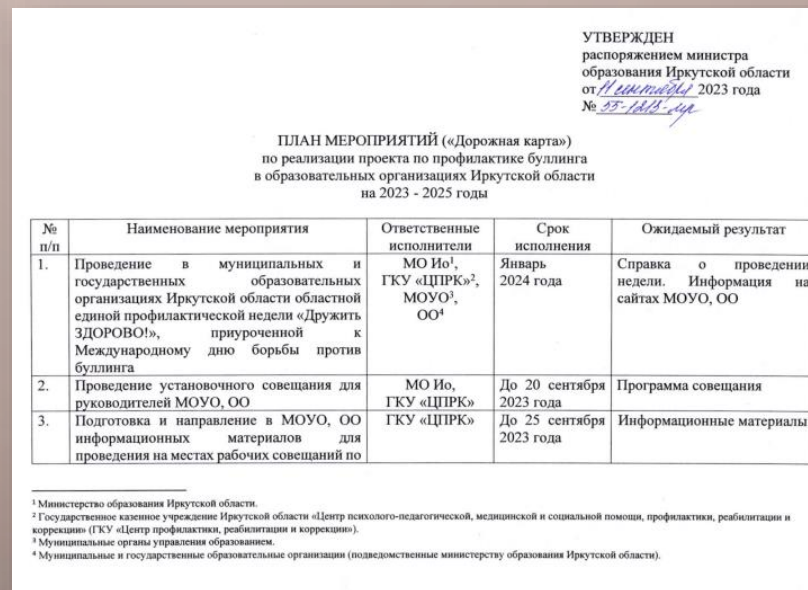 УТВЕРЖДЕН
распоряжением министра
образования Иркутской области
от 11 сентября 2023 года
№ 55-1213-мр
ПЛАН МЕРОПРИЯТИЙ («Дорожная карта»)
по реализации проекта по профилактике буллинга
в образовательных организациях Иркутской области
на 2023 - 2025 годы
№ п/п
Наименование мероприятия
Ответственные исполнители
Срок исполнения
Ожидаемый результат
1.
Проведение в муниципальных и
государственных образовательных
организациях Иркутской области областной
единой профилактической недели «Дружить
ЗДОРОВО!», приуроченной к
Международному дню борьбы против
буллинга
МО Ио¹,
ГКУ «ЦПРК»²,
МОУО³,
ОО⁴
Январь
2024 года
Справка о проведении
недели. Информация на
сайтах МОУО, ОО
2.
Проведение установочного совещания для
руководителей МОУО, ОО
МО Ио,
ГКУ «ЦПРК»
До 20 сентября
2023 года
Программа совещания
3.
Подготовка и направление в МОУО, ОО
информационных материалов для
проведения на местах рабочих совещаний по
ГКУ «ЦПРК»
До 25 сентября
2023 года
Информационные материалы
¹ Министерство образования Иркутской области.
² Государственное казенное учреждение Иркутской области «Центр психолого-педагогической, медицинской и социальной помощи, профилактики, реабилитации и
коррекции» (ГКУ «Центр профилактики, реабилитации и коррекции»).
³ Муниципальные органы управления образованием.
⁴ Муниципальные и государственные образовательные организации (подведомственные министерству образования Иркутской области).